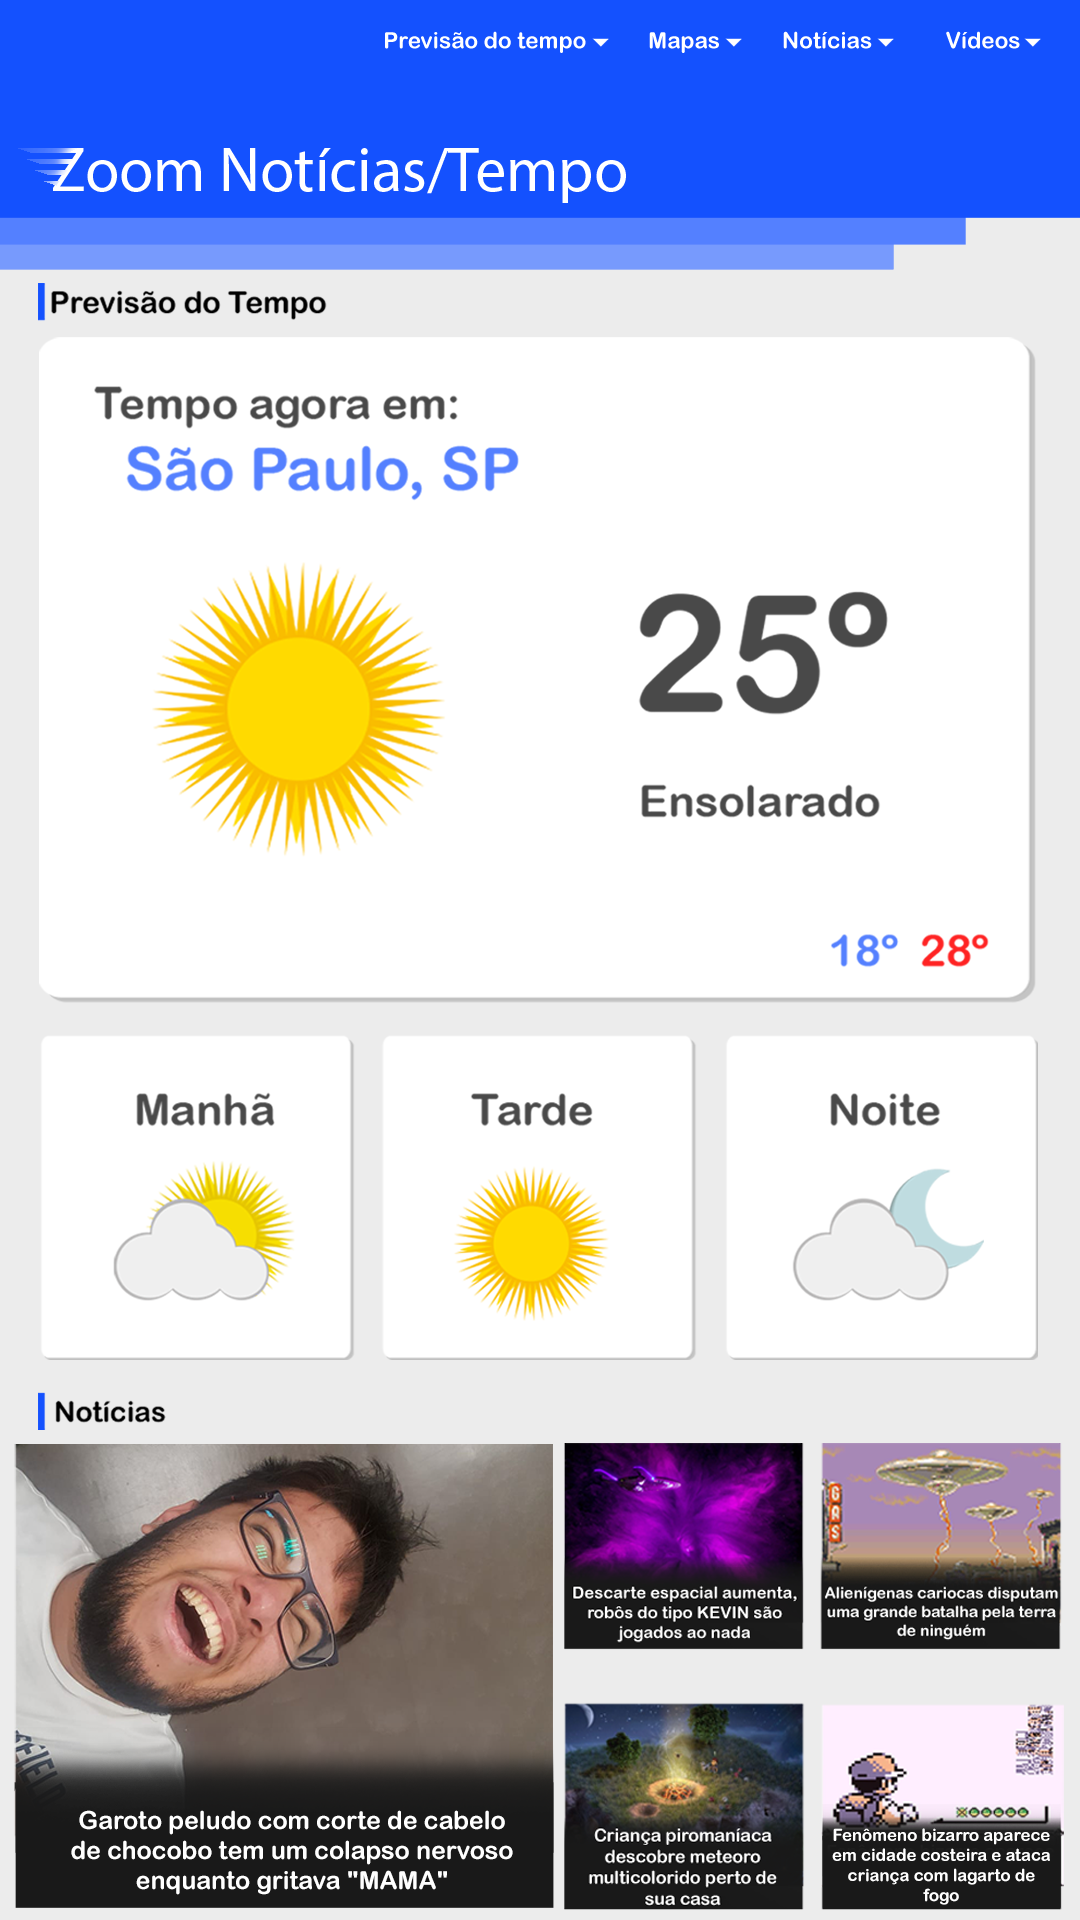 Previsão do tempo
Mapas
Notícias
Vídeos
Zoom Notícias/Tempo
Previsão do Tempo
Tempo agora em:
São Paulo, SP
25º
Ensolarado
18º 28º
Manhã
Tarde
Noite
Notícias
Garoto peludo com corte de cabelo
de chocobo tem um colapso nervoso
enquanto gritava "MAMA"
Descarte espacial aumenta,
robôs do tipo KEVIN são
jogados ao nada
GAS
Alienígenas cariocas disputam
uma grande batalha pela terra
de ninguém
Criança piromaníaca
descobre meteoro
multicolorido perto de
sua casa
Fenômeno bizarro aparece
em cidade costeira e ataca
criança com lagarto de
fogo